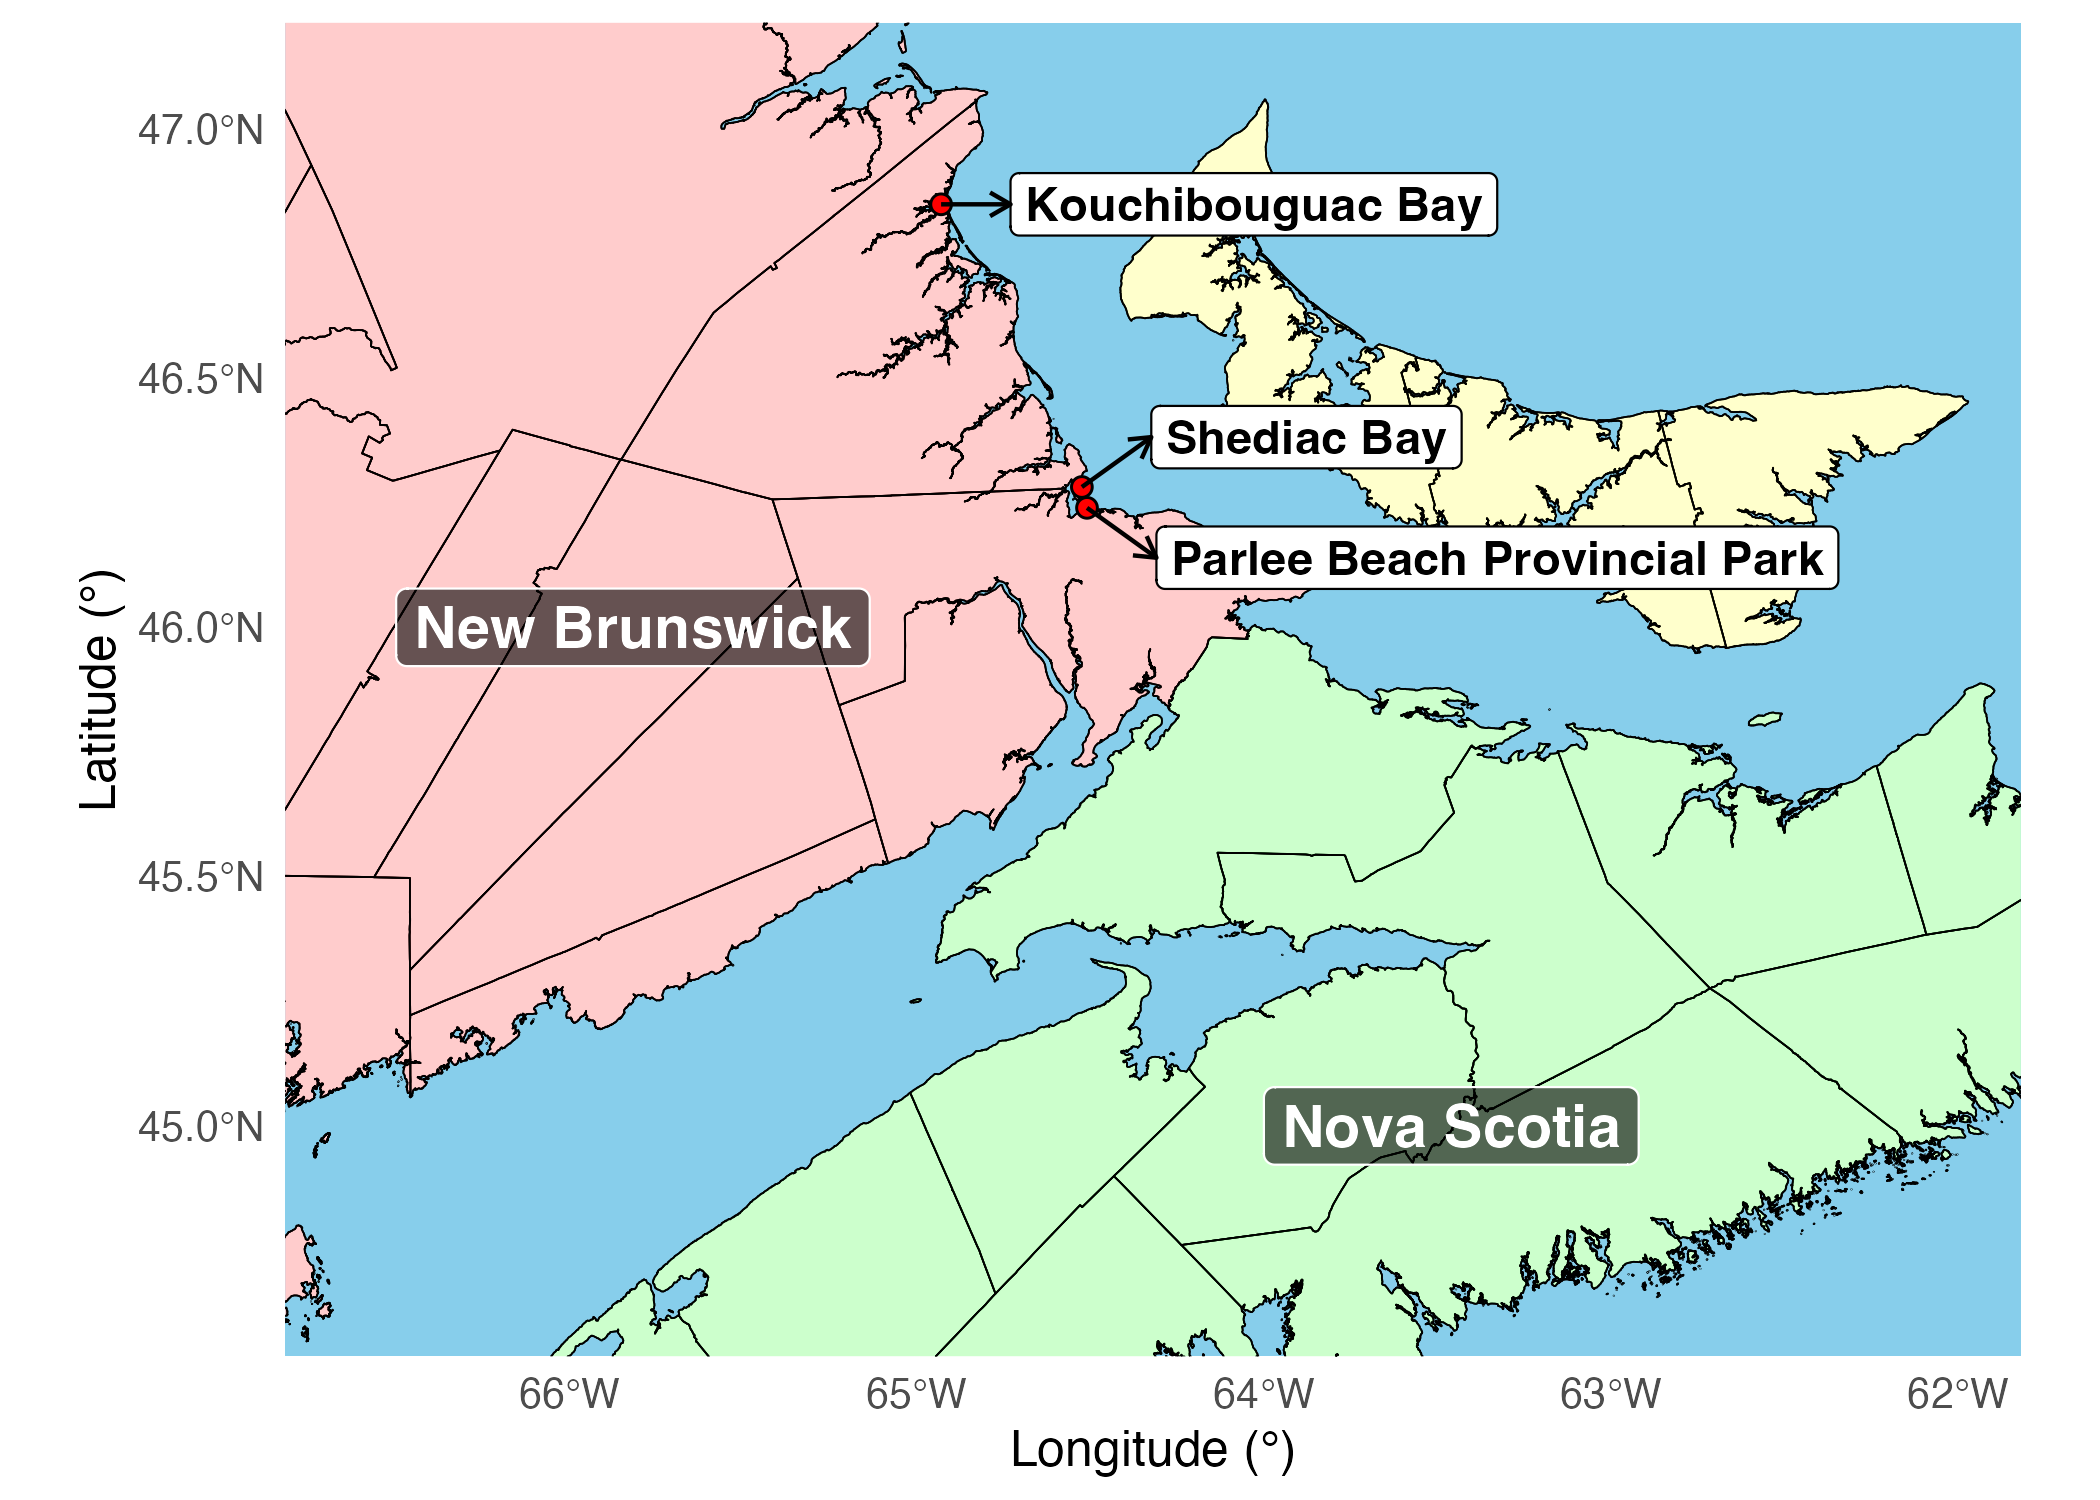 47.0°N
Kouchibouguac Bay
46.5°N
Shediac Bay
Parlee Beach Provincial Park
46.0°N
New Brunswick
Latitude (°)
45.5°N
45.0°N
Nova Scotia
66°W 65°W 64°W 63°W 62°W
Longitude (°)